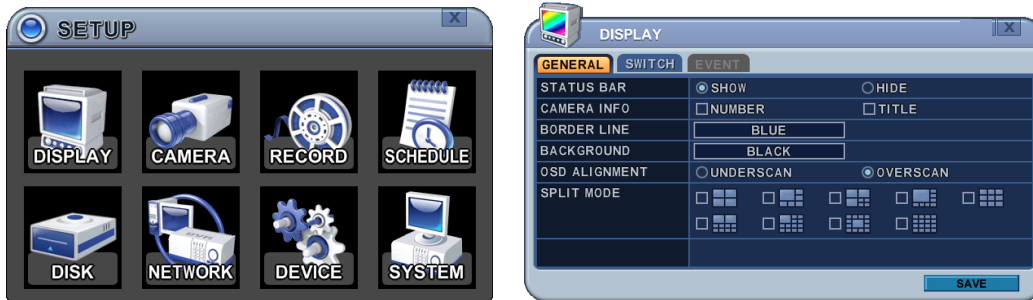 SETUP
X
DISPLAY CAMERA RECORD SCHEDULE
DISK NETWORK DEVICE SYSTEM
DISPLAY
X
GENERAL SWITCH EVENT
STATUS BAR SHOW HIDE
CAMERA INFO NUMBER TITLE
BORDER LINE BLUE
BACKGROUND BLACK
OSD ALIGNMENT UNDERSCAN OVERSCAN
SPLIT MODE
SAVE